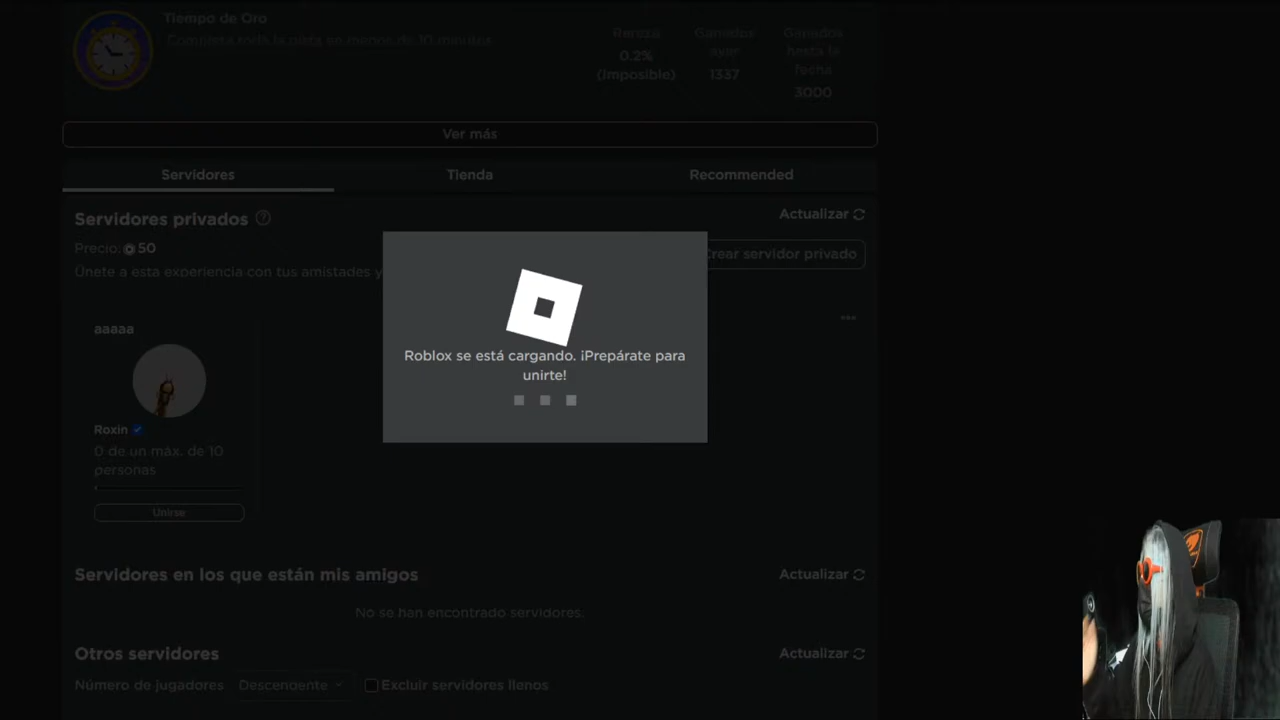 Tiempo de Oro
Completa toda la pista en menos de 10 minutos
Rareza
0.2%
(Imposible)
Ganados
ayer
1337
Ganados
hasta la
fecha
3000
Ver más
Servidores
Tienda
Recommended
Servidores privados
Actualizar
Precio: 50
Crear servidor privado
Únete a esta experiencia con tus amistades y
Roblox se está cargando. ¡Prepárate para
unirte!
aaaaa
Roxin
0 de un máx. de 10
personas
Unirse
Servidores en los que están mis amigos
Actualizar
No se han encontrado servidores.
Otros servidores
Actualizar
Número de jugadores
Descendente
Excluir servidores llenos